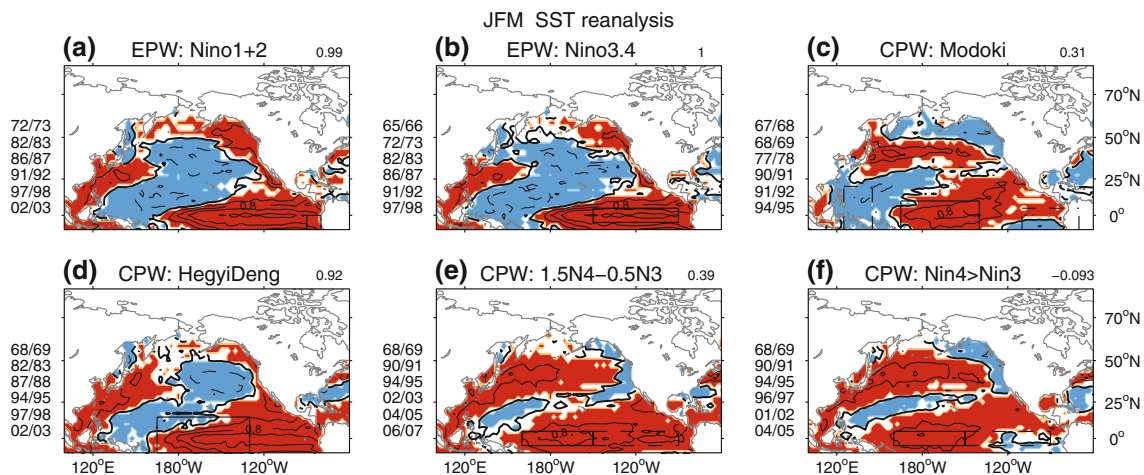 JFM SST reanalysis
(a) EPW: Nino1+2 0.99
72/73
82/83
86/87
91/92
97/98
02/03
0.8
(b) EPW: Nino3.4 1
65/66
72/73
82/83
86/87
91/92
97/98
0.8
(c) CPW: Modoki 0.31
67/68
68/69
77/78
90/91
91/92
94/95
0.8
70°N
50°N
25°N
0°
(d) CPW: HegyiDeng 0.92
68/69
82/83
87/88
94/95
97/98
02/03
0.8
120°E 180°W 120°W
(e) CPW: 1.5N4−0.5N3 0.39
68/69
90/91
94/95
02/03
04/05
06/07
0.8
120°E 180°W 120°W
(f) CPW: Nin4>Nin3 −0.093
68/69
90/91
94/95
96/97
01/02
04/05
70°N
50°N
25°N
0°
120°E 180°W 120°W